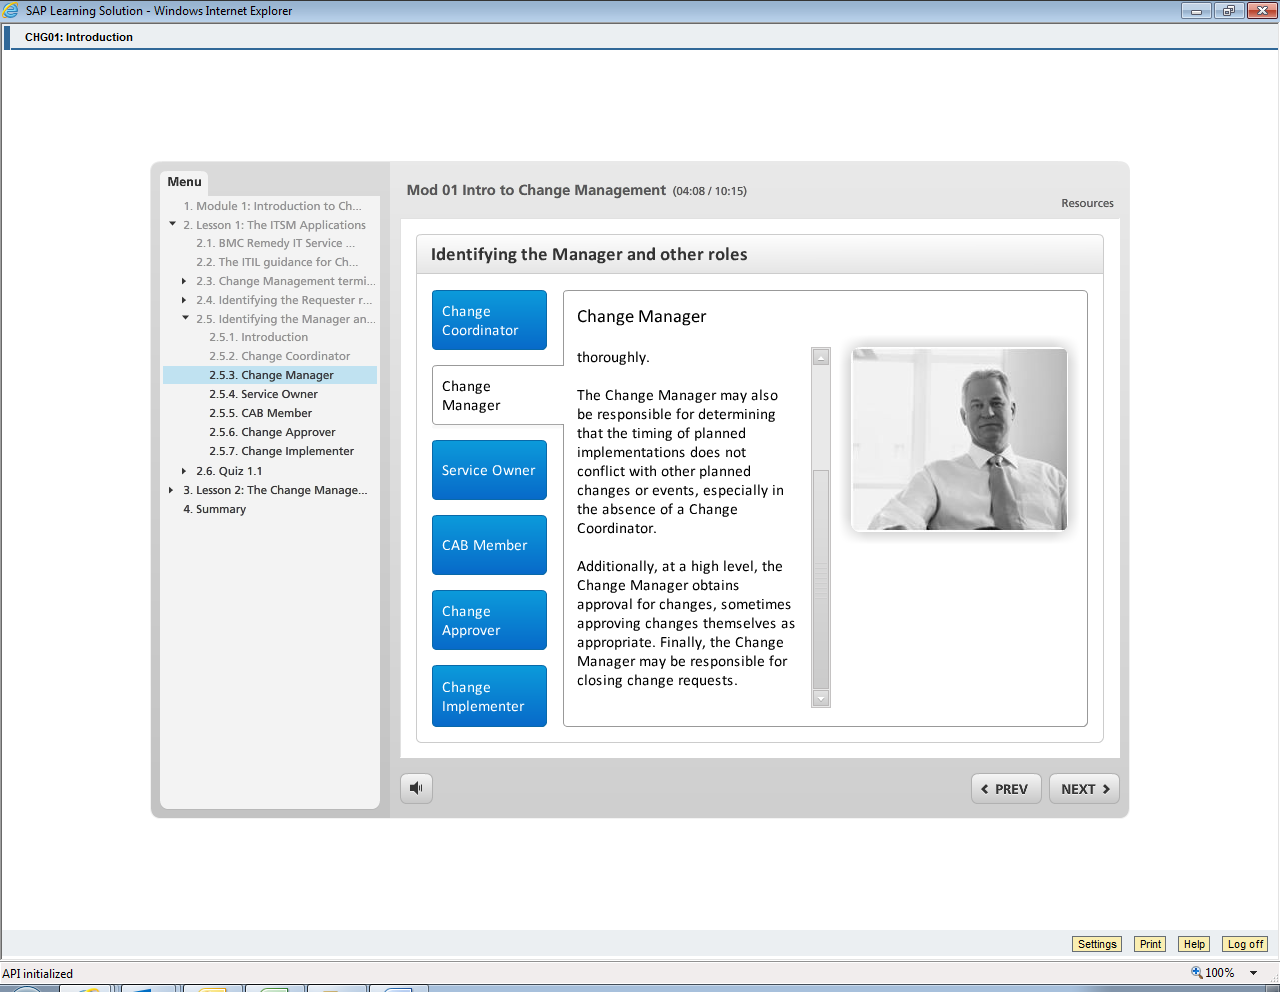 SAP Learning Solution - Windows Internet Explorer
CHG01: Introduction
Menu
1. Module 1: Introduction to Ch...
2. Lesson 1: The ITSM Applications
2.1. BMC Remedy IT Service ...
2.2. The ITIL guidance for Ch...
2.3. Change Management termi...
2.4. Identifying the Requester r...
2.5. Identifying the Manager an...
2.5.1. Introduction
2.5.2. Change Coordinator
2.5.3. Change Manager
2.5.4. Service Owner
2.5.5. CAB Member
2.5.6. Change Approver
2.5.7. Change Implementer
2.6. Quiz 1.1
3. Lesson 2: The Change Manage...
4. Summary
Mod 01 Intro to Change Management (04:08 / 10:15)
Resources
Identifying the Manager and other roles
Change
Coordinator
Change
Manager
Service Owner
CAB Member
Change
Approver
Change
Implementer
Change Manager
thoroughly.
The Change Manager may also
be responsible for determining
that the timing of planned
implementations does not
conflict with other planned
changes or events, especially in
the absence of a Change
Coordinator.
Additionally, at a high level, the
Change Manager obtains
approval for changes, sometimes
approving changes themselves as
appropriate. Finally, the Change
Manager may be responsible for
closing change requests.
PREV
NEXT
Settings
Print
Help
Log off
API initialized
100%